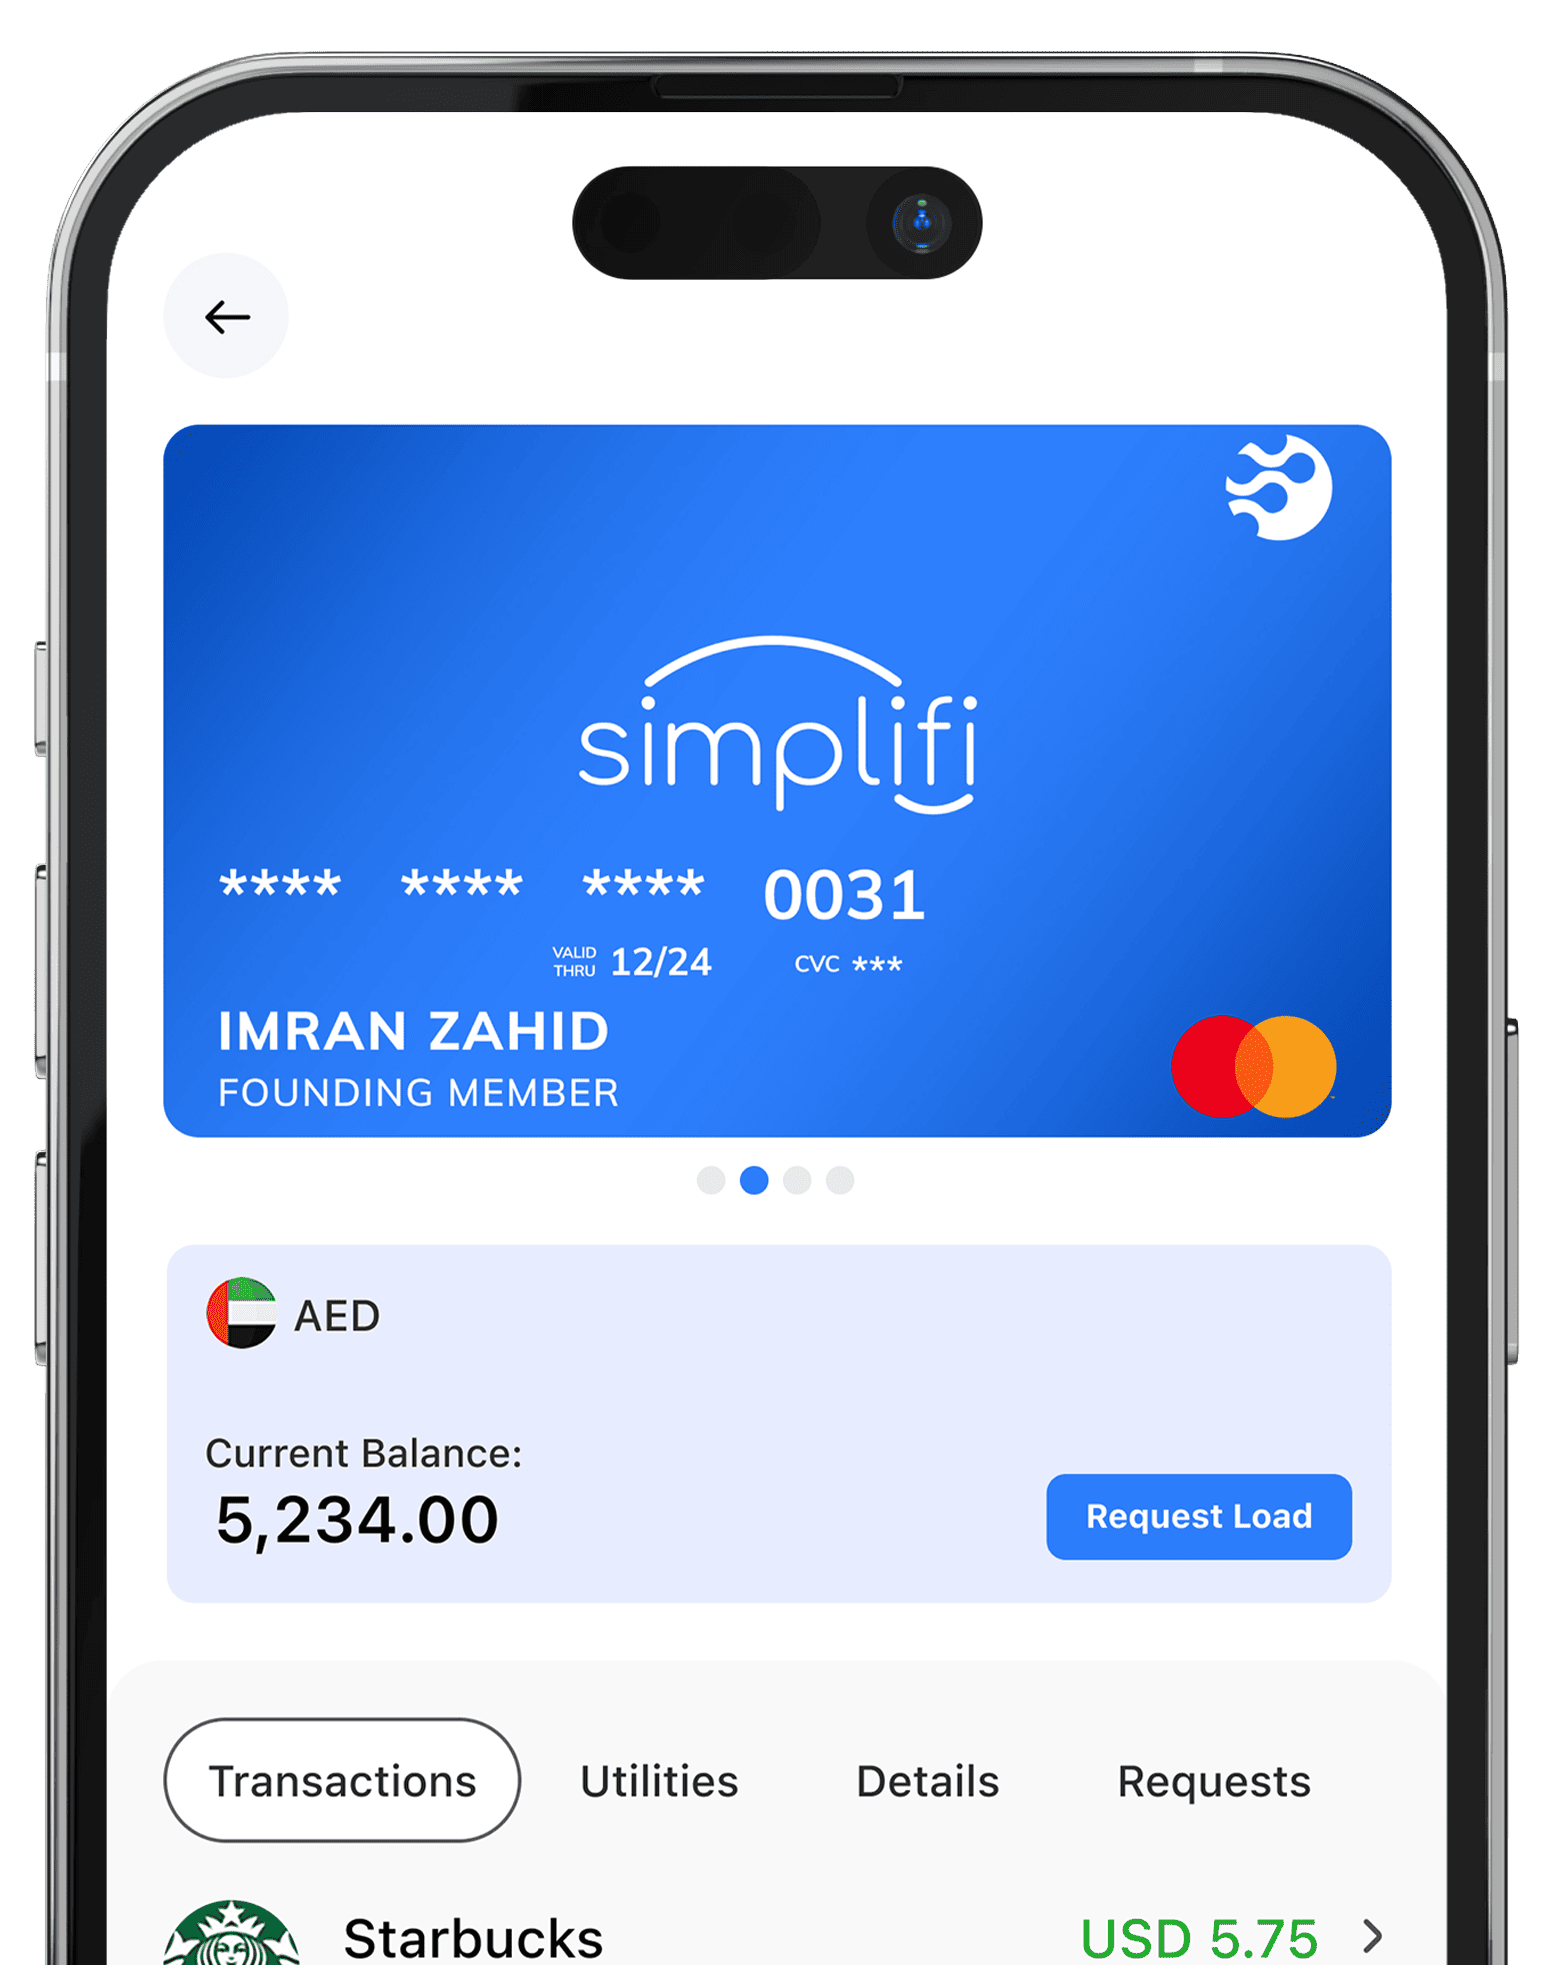 simplifi
**** **** **** 0031
VALID THRU 12/24 CVC ***
IMRAN ZAHID
FOUNDING MEMBER
AED
Current Balance:
5,234.00
Request Load
Transactions Utilities Details Requests
Starbucks USD 5.75